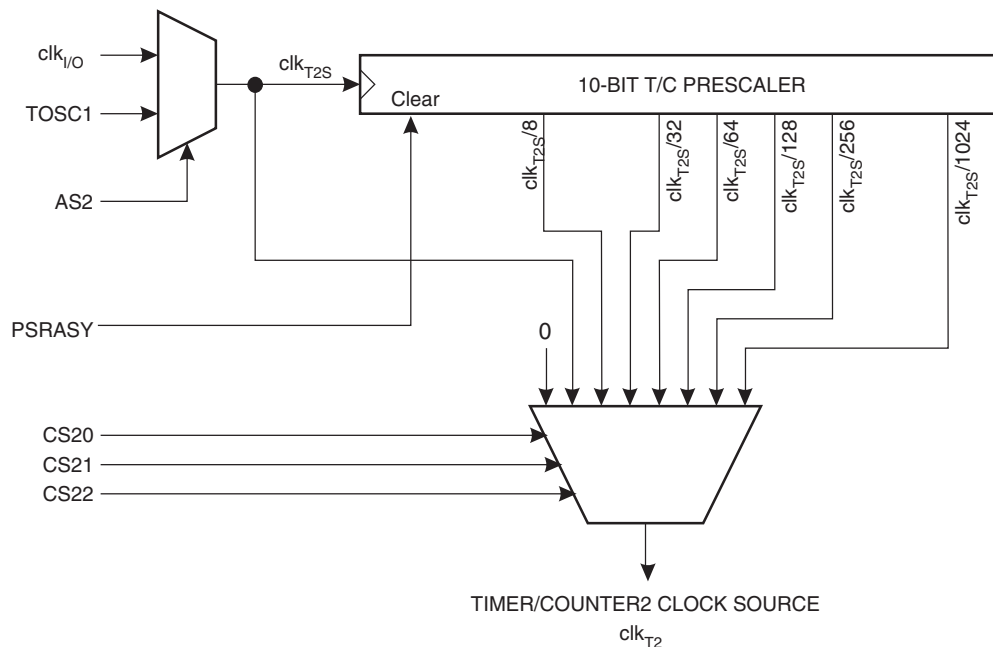 clkI/O
TOSC1
AS2
clkT2S
10-BIT T/C PRESCALER
Clear
clkT2S/8
clkT2S/32
clkT2S/64
clkT2S/128
clkT2S/256
clkT2S/1024
PSRASY
0
CS20
CS21
CS22
TIMER/COUNTER2 CLOCK SOURCE
clkT2